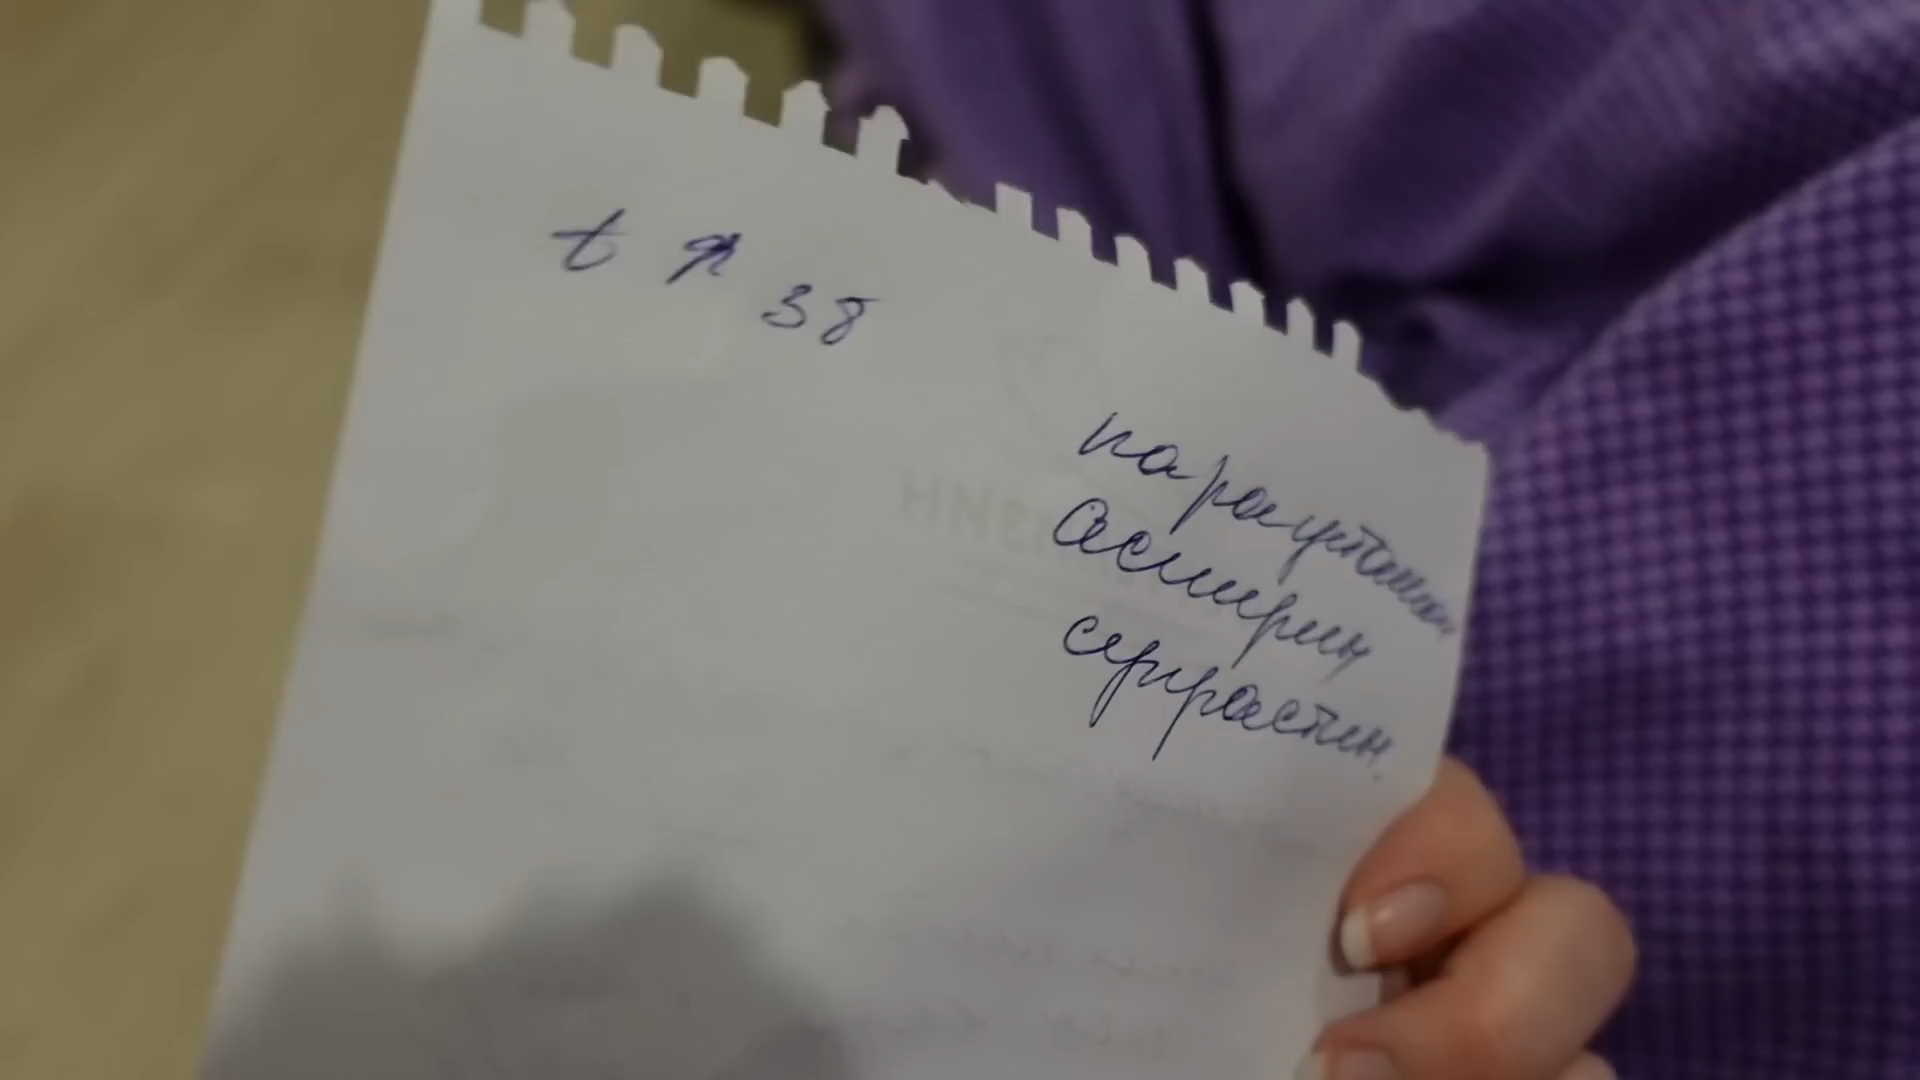 t
38
парацетамол
Аспирин
супрастин.